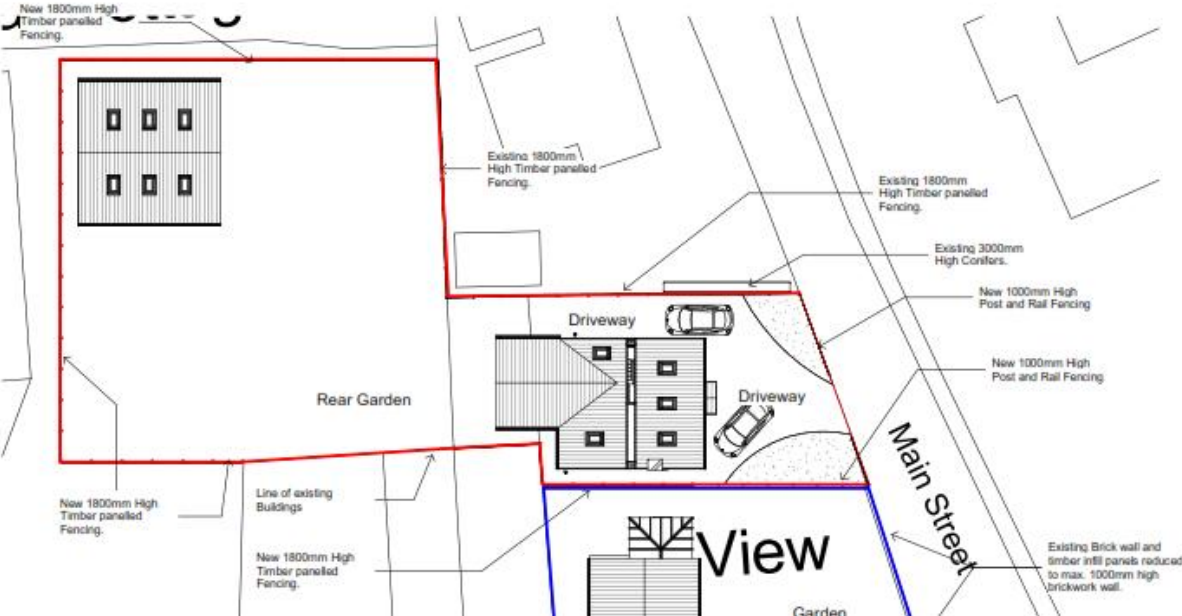 New 1800mm High
Timber panelled
Fencing.
Existing 1800mm
High Timber panelled
Fencing.
Existing 1800mm
High Timber panelled
Fencing.
Existing 3000mm
High Conifers.
New 1000mm High
Post and Rail Fencing
Driveway
New 1000mm High
Post and Rail Fencing
Driveway
Rear Garden
Main Street
New 1800mm High
Timber panelled
Fencing.
Line of existing
Buildings
New 1800mm High
Timber panelled
Fencing.
View
Existing Brick wall and
timber infill panels reduced
to max. 1000mm high
brickwork wall.
Garden